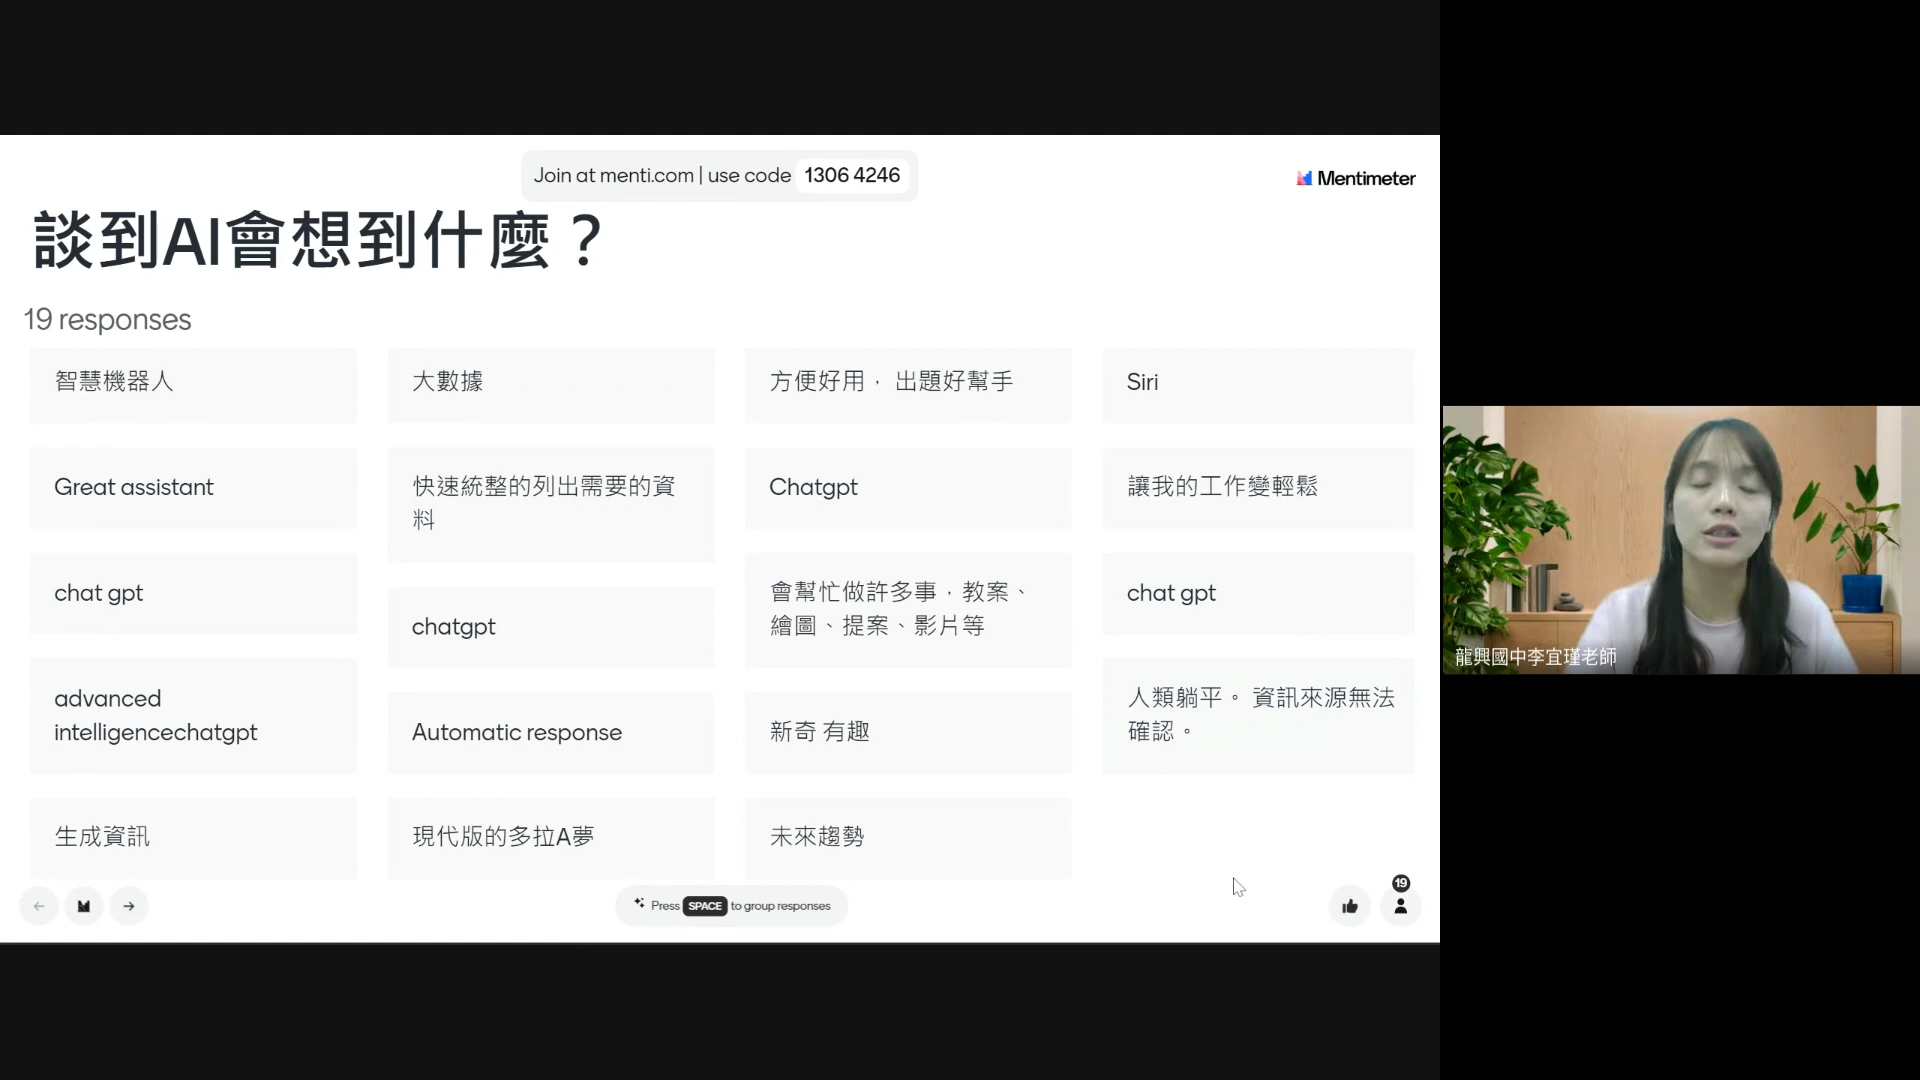 Join at menti.com | use code 1306 4246
Mentimeter
談到AI會想到什麼？
19 responses
智慧機器人
大數據
方便好用， 出題好幫手
Siri
Great assistant
快速統整的列出需要的資
料
Chatgpt
讓我的工作變輕鬆
chat gpt
chatgpt
會幫忙做許多事，教案、
繪圖、提案、影片等
chat gpt
advanced
intelligencechatgpt
Automatic response
新奇 有趣
人類躺平。 資訊來源無法
確認。
生成資訊
現代版的多拉A夢
未來趨勢
Press SPACE to group responses
19
龍興國中李宜瑾老師